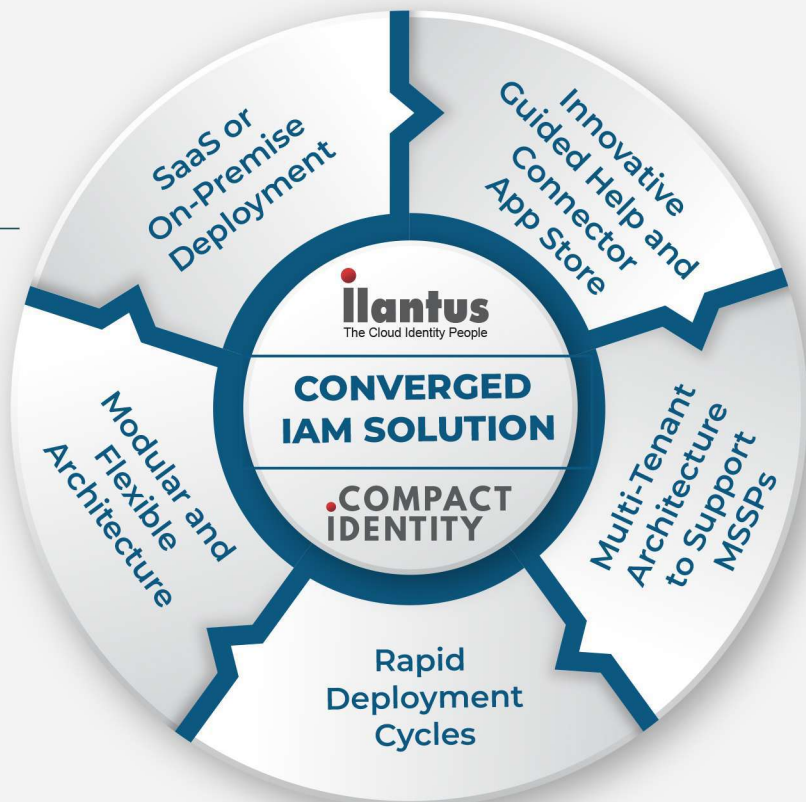 SaaS or
On-Premise
Deployment
Innovative
Guided Help and
Connector
App Store
ilantus
The Cloud Identity People
CONVERGED
IAM SOLUTION
COMPACT
IDENTITY
Modular and
Flexible
Architecture
Multi-Tenant
Architecture
to Support
MSSPs
Rapid
Deployment
Cycles